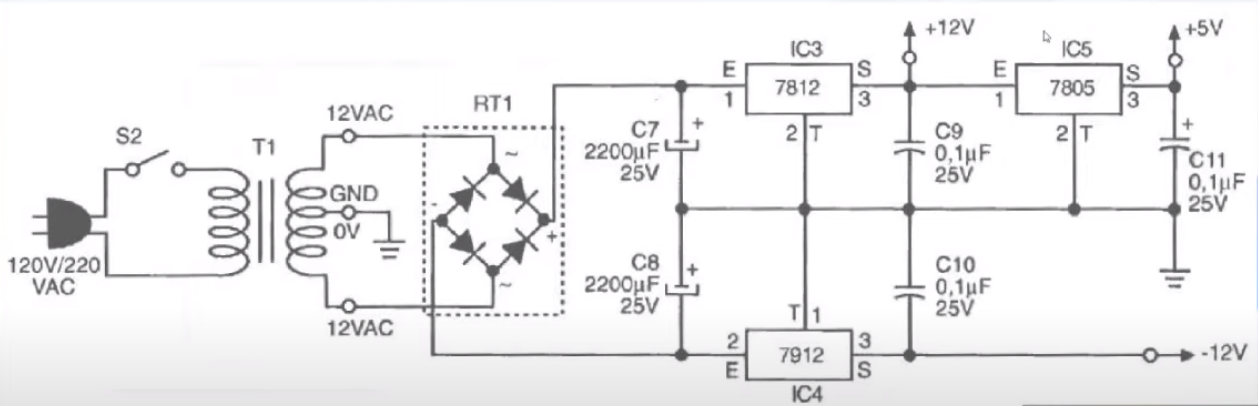 S2
120V/220
VAC
T1
12VAC
GND
0V
12VAC
RT1
~
-
+
~
C7
2200µF
25V
+
C8
2200µF
25V
+
IC3
E
1
7812
S
3
2
T
+12V
C9
0,1µF
25V
C10
0,1µF
25V
T
1
2
E
7912
3
S
IC4
IC5
E
1
7805
S
3
2
T
+5V
+
C11
0,1µF
25V
-12V